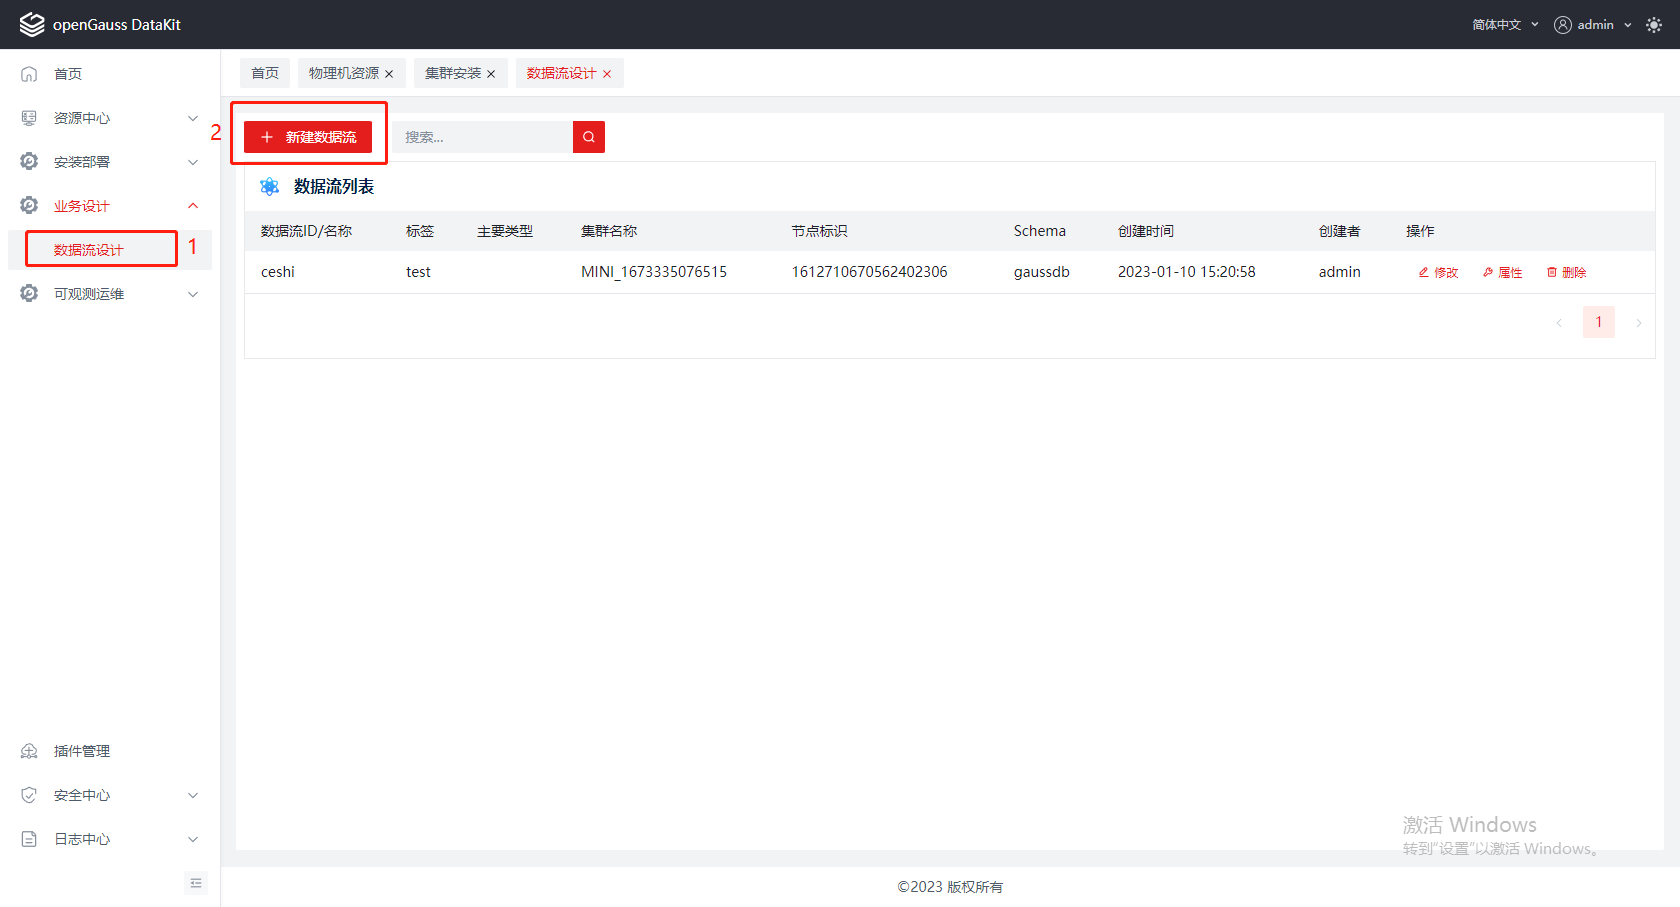 openGauss DataKit
简体中文
admin
首页
资源中心
安装部署
业务设计
数据流设计
1
可观测运维
插件管理
安全中心
日志中心
首页
物理机资源
集群安装
数据流设计
2
新建数据流
搜索...
数据流列表
数据流ID/名称 标签 主要类型 集群名称 节点标识 Schema 创建时间 创建者 操作
ceshi test MINI_1673335076515 1612710670562402306 gaussdb 2023-01-10 15:20:58 admin 修改 属性 删除
1
激活 Windows
转到"设置"以激活 Windows。
©2023 版权所有